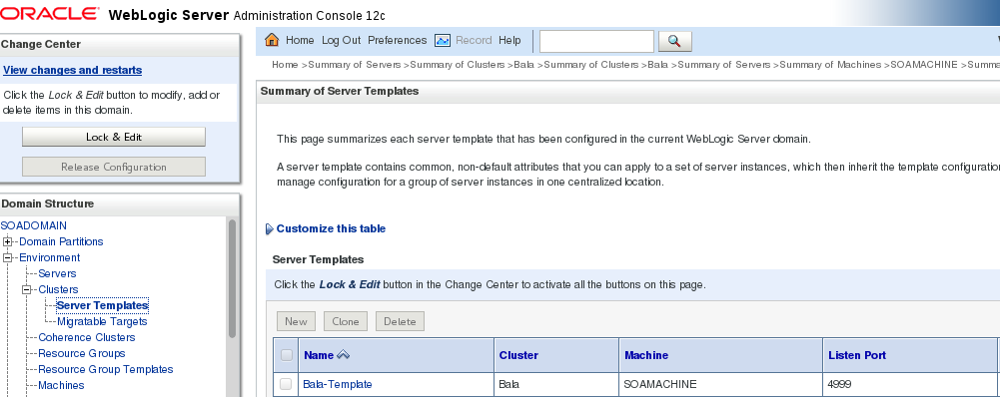 ORACLE WebLogic Server Administration Console 12c
Change Center
View changes and restarts
Click the Lock & Edit button to modify, add or
delete items in this domain.
Lock & Edit
Release Configuration
Domain Structure
SOADOMAIN
Domain Partitions
Environment
Servers
Clusters
Server Templates
Migratable Targets
Coherence Clusters
Resource Groups
Resource Group Templates
Machines
Home Log Out Preferences Record Help
Home >Summary of Servers >Summary of Clusters >Bala >Summary of Clusters >Bala >Summary of Servers >Summary of Machines >SOAMACHINE >Summa
Summary of Server Templates
This page summarizes each server template that has been configured in the current WebLogic Server domain.
A server template contains common, non-default attributes that you can apply to a set of server instances, which then inherit the template configuration
manage configuration for a group of server instances in one centralized location.
Customize this table
Server Templates
Click the Lock & Edit button in the Change Center to activate all the buttons on this page.
New Clone Delete
Name Cluster Machine Listen Port
Bala-Template Bala SOAMACHINE 4999